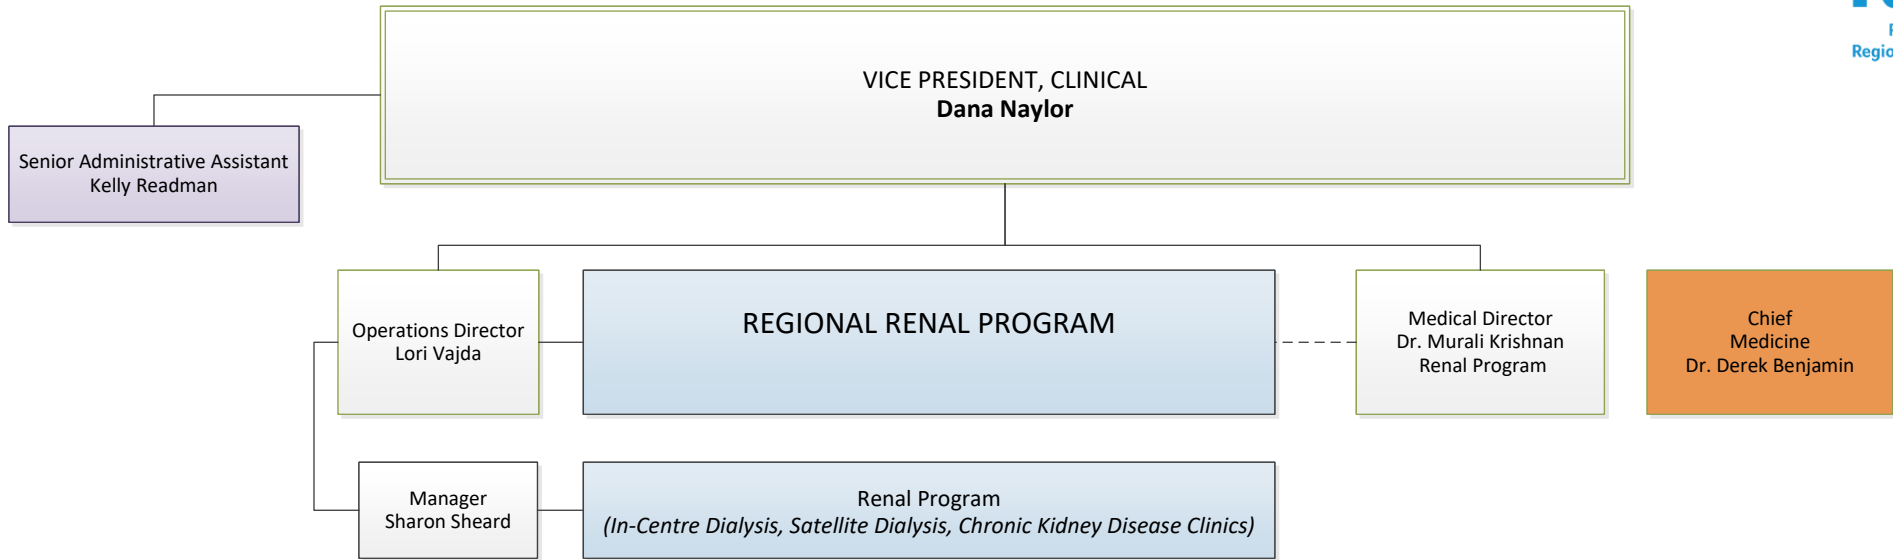 VICE PRESIDENT, CLINICAL
Dana Naylor
Senior Administrative Assistant
Kelly Readman
Operations Director
Lori Vajda
REGIONAL RENAL PROGRAM
Medical Director
Dr. Murali Krishnan
Renal Program
Chief
Medicine
Dr. Derek Benjamin
Manager
Sharon Sheard
Renal Program
(In-Centre Dialysis, Satellite Dialysis, Chronic Kidney Disease Clinics)